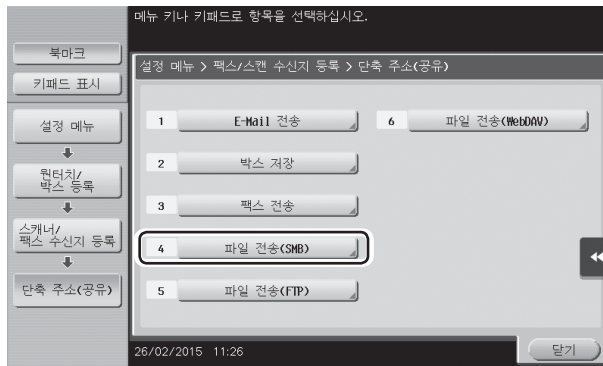 메뉴 키나 키패드로 항목을 선택하십시오.
북마크
키패드 표시
설정 메뉴
원터치/
박스 등록
스캐너/
팩스 수신지 등록
단축 주소(공유)
설정 메뉴 > 팩스/스캔 수신지 등록 > 단축 주소(공유)
1 E-Mail 전송
6 파일 전송(WebDAV)
2 박스 저장
3 팩스 전송
4 파일 전송(SMB)
5 파일 전송(FTP)
26/02/2015 11:26
닫기